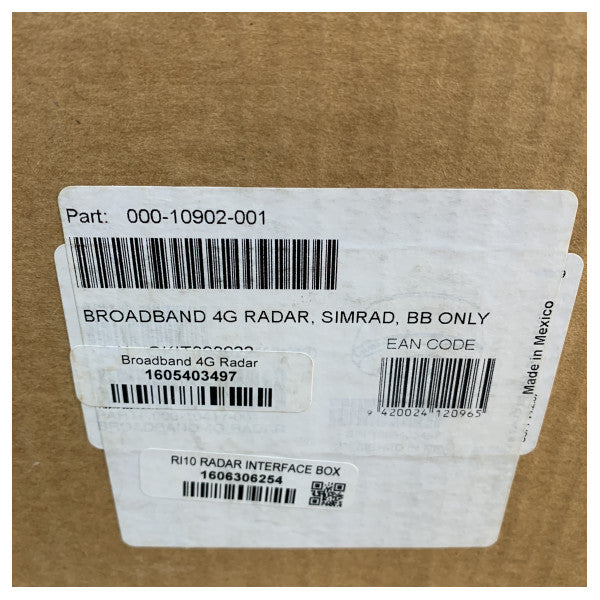 Part: 000-10902-001
BROADBAND 4G RADAR, SIMRAD, BB ONLY
EAN CODE
Broadband 4G Radar
1605403497
9 420024 120965
Made in Mexico
RI10 RADAR INTERFACE BOX
1606306254